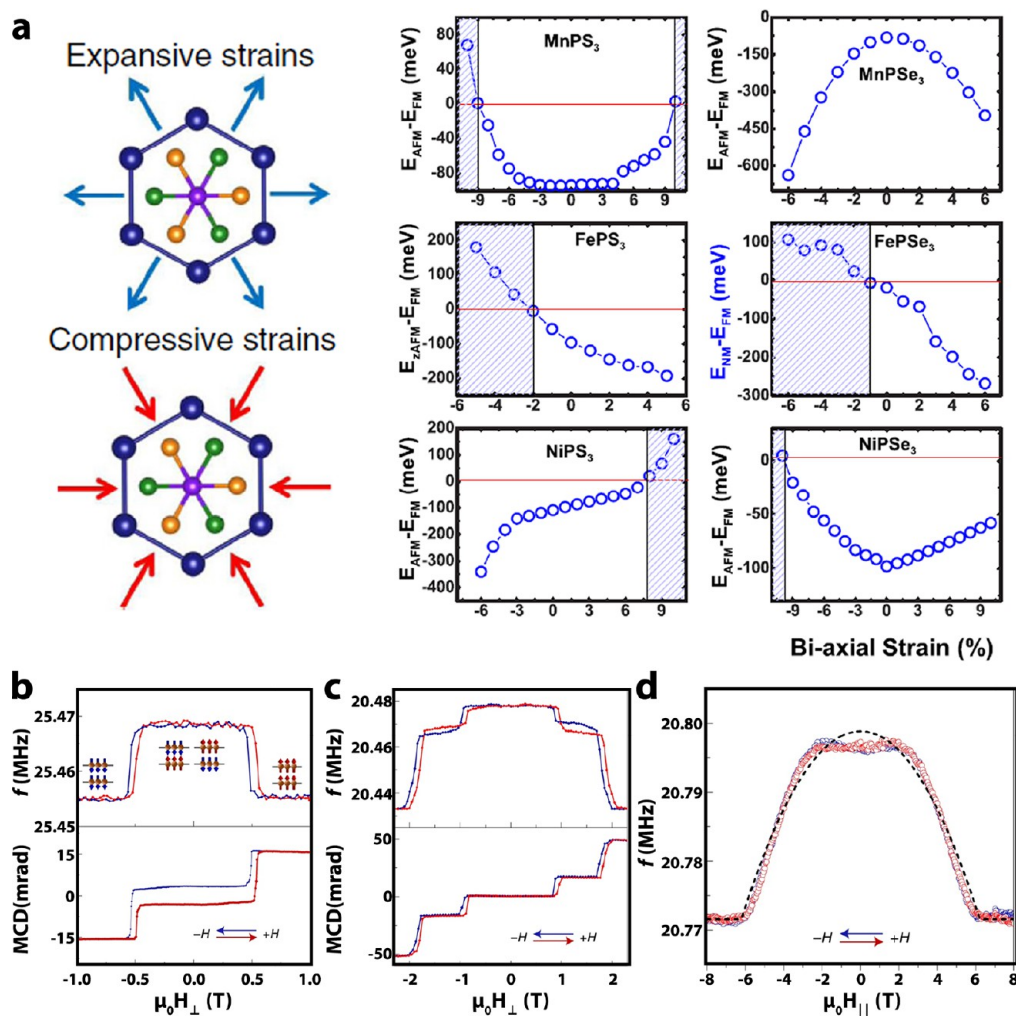 a
Expansive strains
Compressive strains
E_AFM-E_FM (meV)
80
40
0
-40
-80
MnPS₃
-9 -6 -3 0 3 6 9
E_AFM-E_FM (meV)
0
-150
-300
-450
-600
MnPSe₃
-6 -4 -2 0 2 4 6
E_zAFM-E_FM (meV)
200
100
0
-100
-200
FePS₃
-6 -4 -2 0 2 4 6
E_NM-E_FM (meV)
100
0
-100
-200
-300
FePSe₃
-6 -4 -2 0 2 4 6
E_AFM-E_FM (meV)
200
100
0
-100
-200
-300
-400
NiPS₃
-6 -3 0 3 6 9
E_AFM-E_FM (meV)
0
-50
-100
NiPSe₃
-9 -6 -3 0 3 6 9
Bi-axial Strain (%)
b
f (MHz)
25.47
25.46
25.45
MCD(mrad)
15
0
-15
-H +H
-1.0 -0.5 0.0 0.5 1.0
μ₀H⊥ (T)
c
f (MHz)
20.48
20.46
20.44
MCD(mrad)
50
0
-50
-H +H
-2 -1 0 1 2
μ₀H⊥ (T)
d
f (MHz)
20.80
20.79
20.78
20.77
-H +H
-8 -6 -4 -2 0 2 4 6 8
μ₀H|| (T)